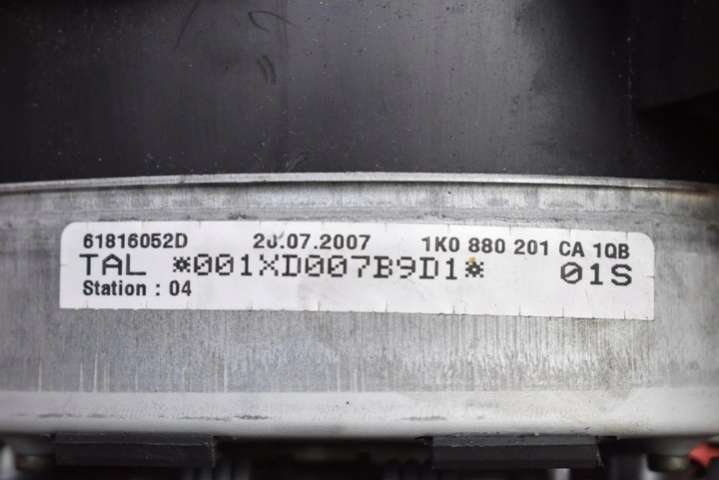 61816052D 20.07.2007 1K0 880 201 CA 1QB
TAL *001XD007B9D1* 01S
Station : 04